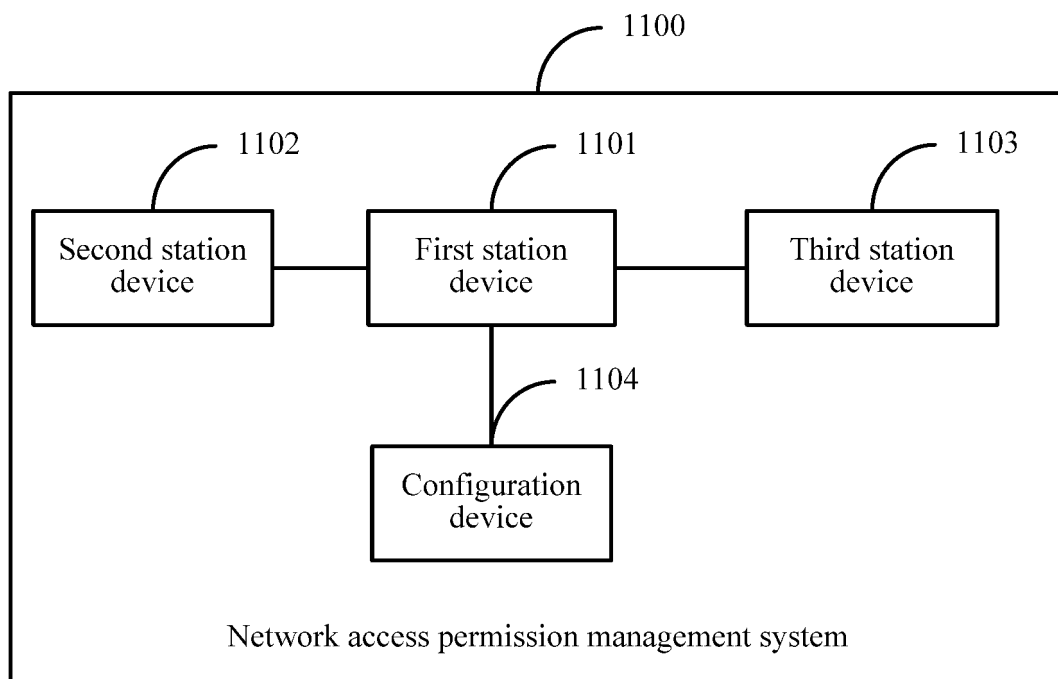 1100
1102
1101
1103
Second station
device
First station
device
Third station
device
1104
Configuration
device
Network access permission management system